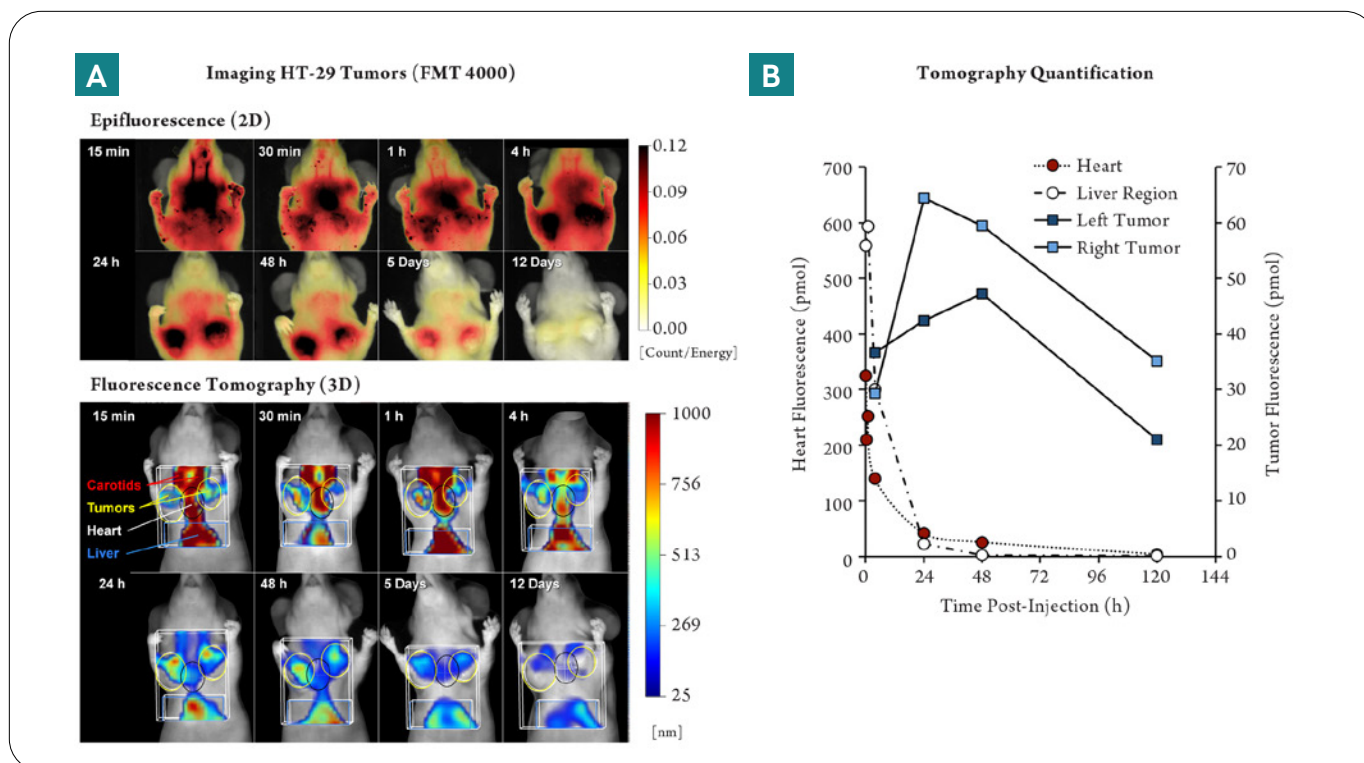 A
Imaging HT-29 Tumors (FMT 4000)
Epifluorescence (2D)
15 min
30 min
1 h
4 h
0.12
0.09
0.06
0.03
0.00
[Count/Energy]
24 h
48 h
5 Days
12 Days
Fluorescence Tomography (3D)
15 min
30 min
1 h
4 h
Carotids
Tumors
Heart
Liver
1000
756
513
269
25
[nm]
24 h
48 h
5 Days
12 Days
B
Tomography Quantification
Heart
Liver Region
Left Tumor
Right Tumor
Heart Fluorescence (pmol)
700
600
500
400
300
200
100
0
Tumor Fluorescence (pmol)
70
60
50
40
30
20
10
0
0 24 48 72 96 120 144
Time Post-Injection (h)